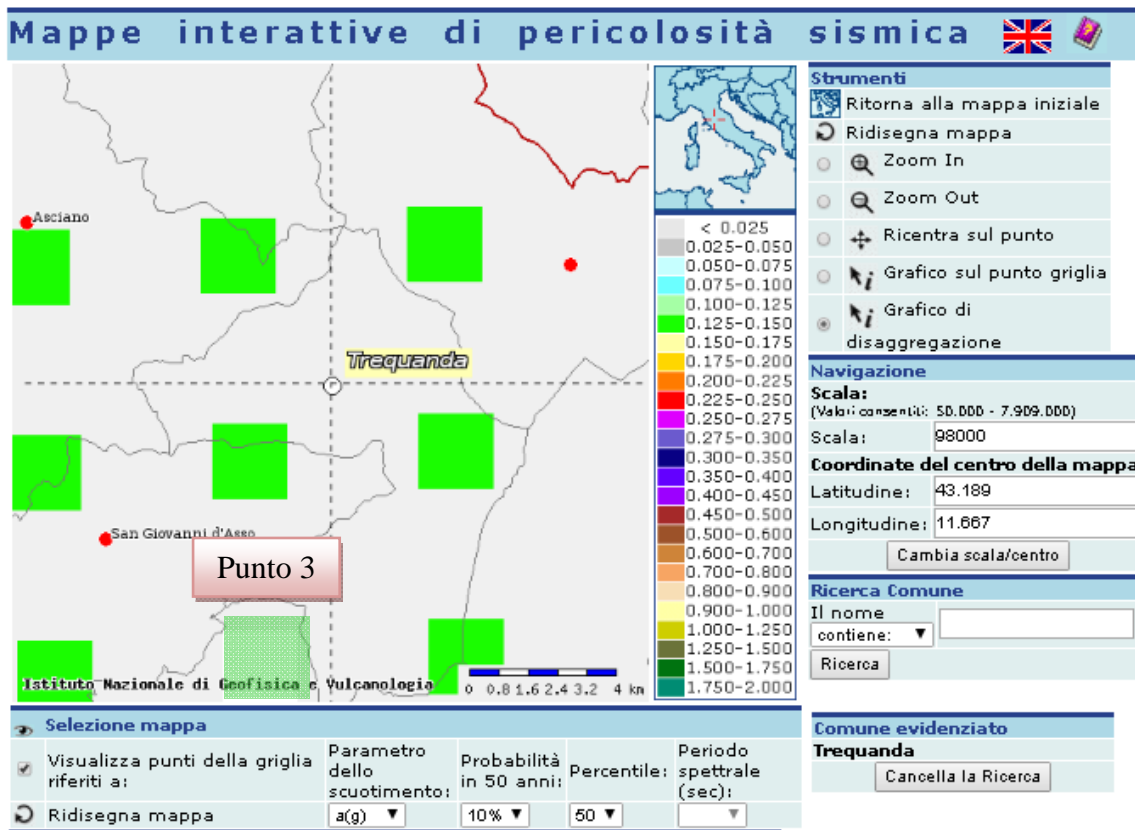 Mappe interattive di pericolosità sismica
Asciano
Trequanda
San Giovanni d'Asso
Punto 3
Istituto Nazionale di Geofisica e Vulcanologia
0 0.8 1.6 2.4 3.2 4 km
< 0.025
0.025-0.050
0.050-0.075
0.075-0.100
0.100-0.125
0.125-0.150
0.150-0.175
0.175-0.200
0.200-0.225
0.225-0.250
0.250-0.275
0.275-0.300
0.300-0.350
0.350-0.400
0.400-0.450
0.450-0.500
0.500-0.600
0.600-0.700
0.700-0.800
0.800-0.900
0.900-1.000
1.000-1.250
1.250-1.500
1.500-1.750
1.750-2.000
Strumenti
Ritorna alla mappa iniziale
Ridisegna mappa
Zoom In
Zoom Out
Ricentra sul punto
Grafico sul punto griglia
Grafico di
disaggregazione
Navigazione
Scala:
(Valori consentiti: 50.000 - 7.909.000)
Scala: 98000
Coordinate del centro della mappa
Latitudine: 43.189
Longitudine: 11.667
Cambia scala/centro
Ricerca Comune
Il nome
contiene:
Ricerca
Selezione mappa
Visualizza punti della griglia
riferiti a:
Parametro
dello
scuotimento:
Probabilità
in 50 anni:
Percentile:
Periodo
spettrale
(sec):
Ridisegna mappa a(g) 10% 50
Comune evidenziato
Trequanda
Cancella la Ricerca